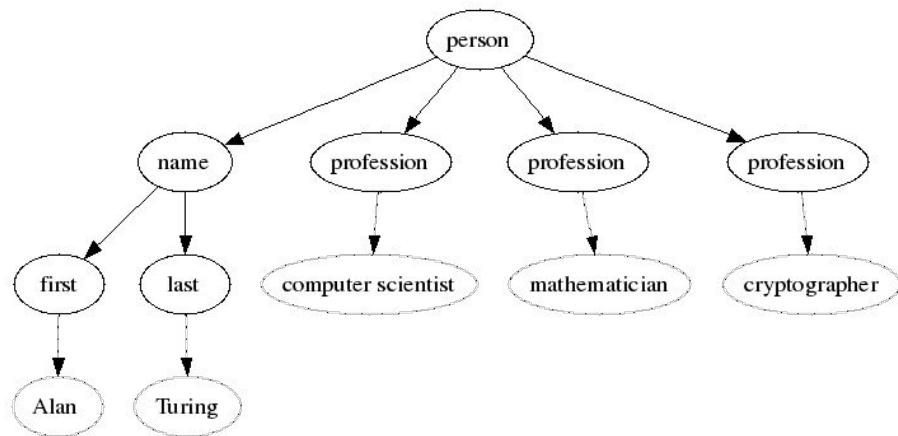 person
name
profession
profession
profession
first
last
computer scientist
mathematician
cryptographer
Alan
Turing